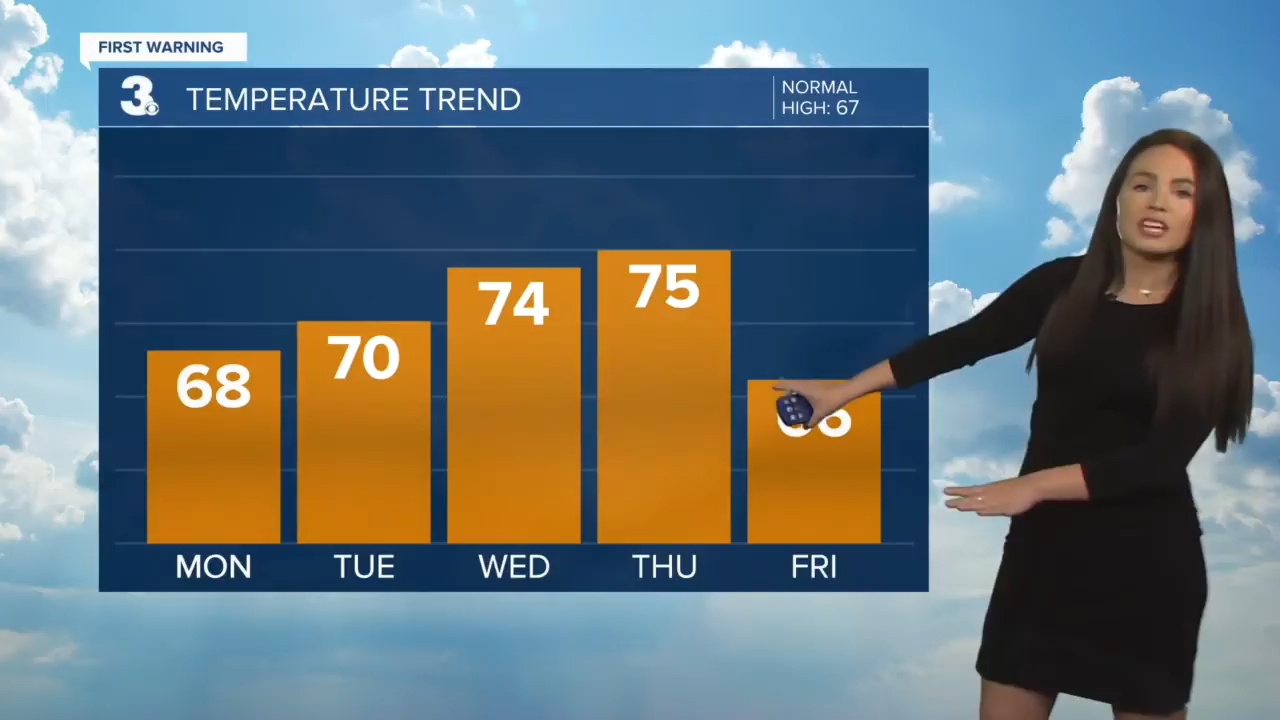 FIRST WARNING
3 TEMPERATURE TREND
NORMAL
HIGH: 67
68
70
74
75
MON
TUE
WED
THU
FRI